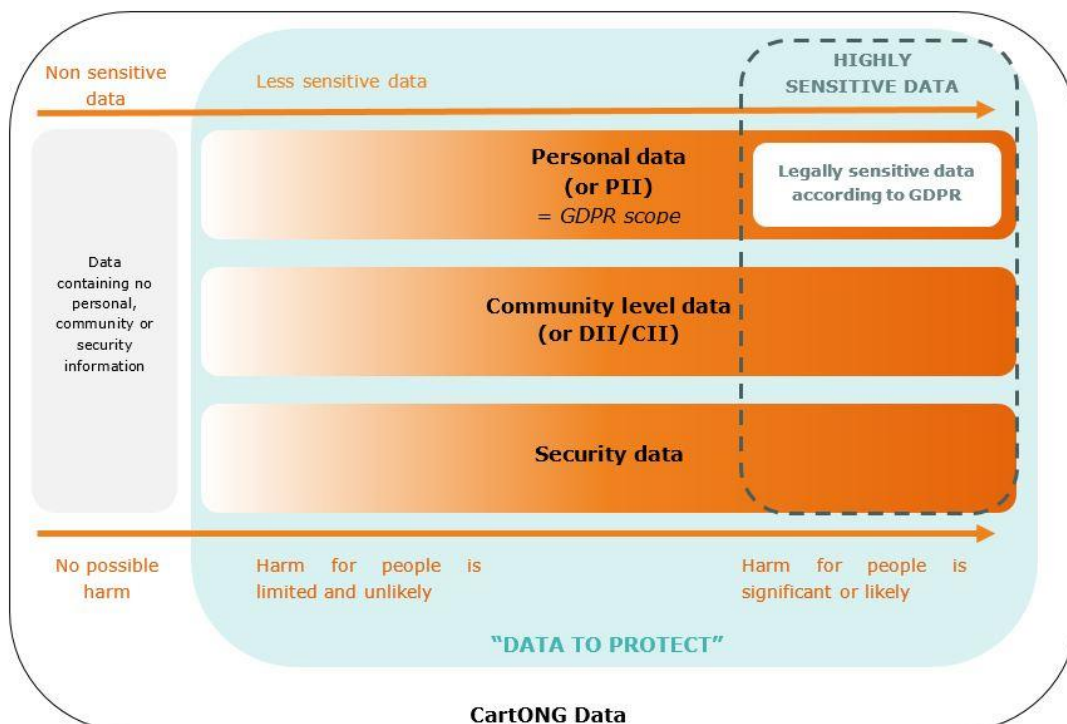 Non sensitive
data
Less sensitive data
HIGHLY
SENSITIVE DATA
Personal data
(or PII)
= GDPR scope
Legally sensitive data
according to GDPR
Data
containing no
personal,
community or
security
information
Community level data
(or DII/CII)
Security data
No possible
harm
Harm for people is
limited and unlikely
Harm for people is
significant or likely
“DATA TO PROTECT”
CartONG Data